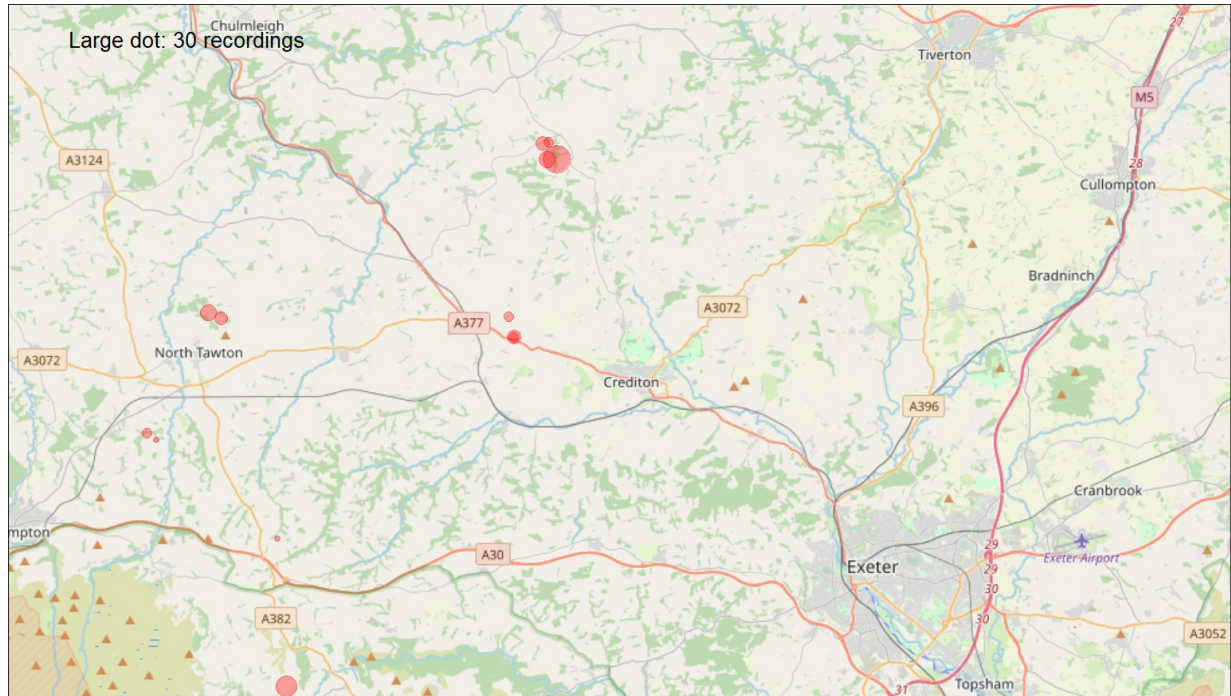 Chulmleigh
Large dot: 30 recordings
27
Tiverton
M5
A3124
28
Cullompton
Bradninch
A3072
A377
North Tawton
A3072
Crediton
A396
Cranbrook
mpton
29
A30
Exeter Airport
Exeter
29
30
A382
30
A3052
Topsham
31